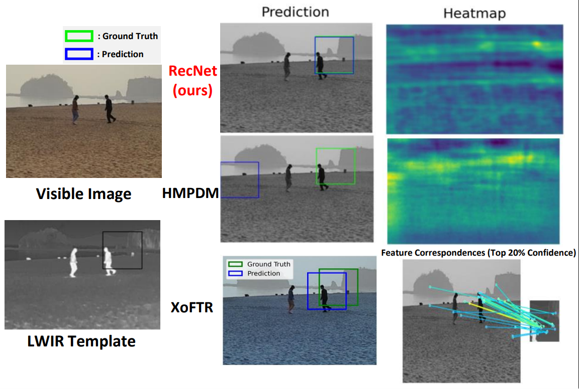 Prediction
Heatmap
: Ground Truth
: Prediction
RecNet
(ours)
Visible Image
HMPDM
Feature Correspondences (Top 20% Confidence)
Ground Truth
Prediction
XoFTR
LWIR Template